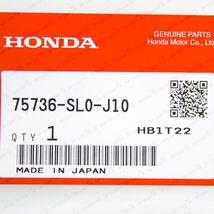 GENUINE PARTS
HONDA
Honda Motor Co., Ltd.
75736-SL0-J10
QTY 1
HB1T22
MADE IN JAPAN